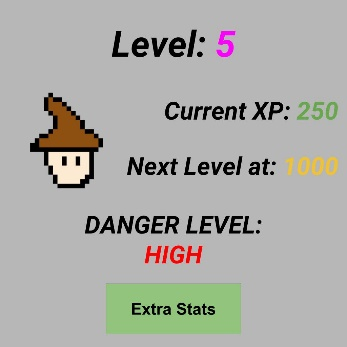 Level: 5
Current XP: 250
Next Level at: 1000
DANGER LEVEL:
HIGH
Extra Stats